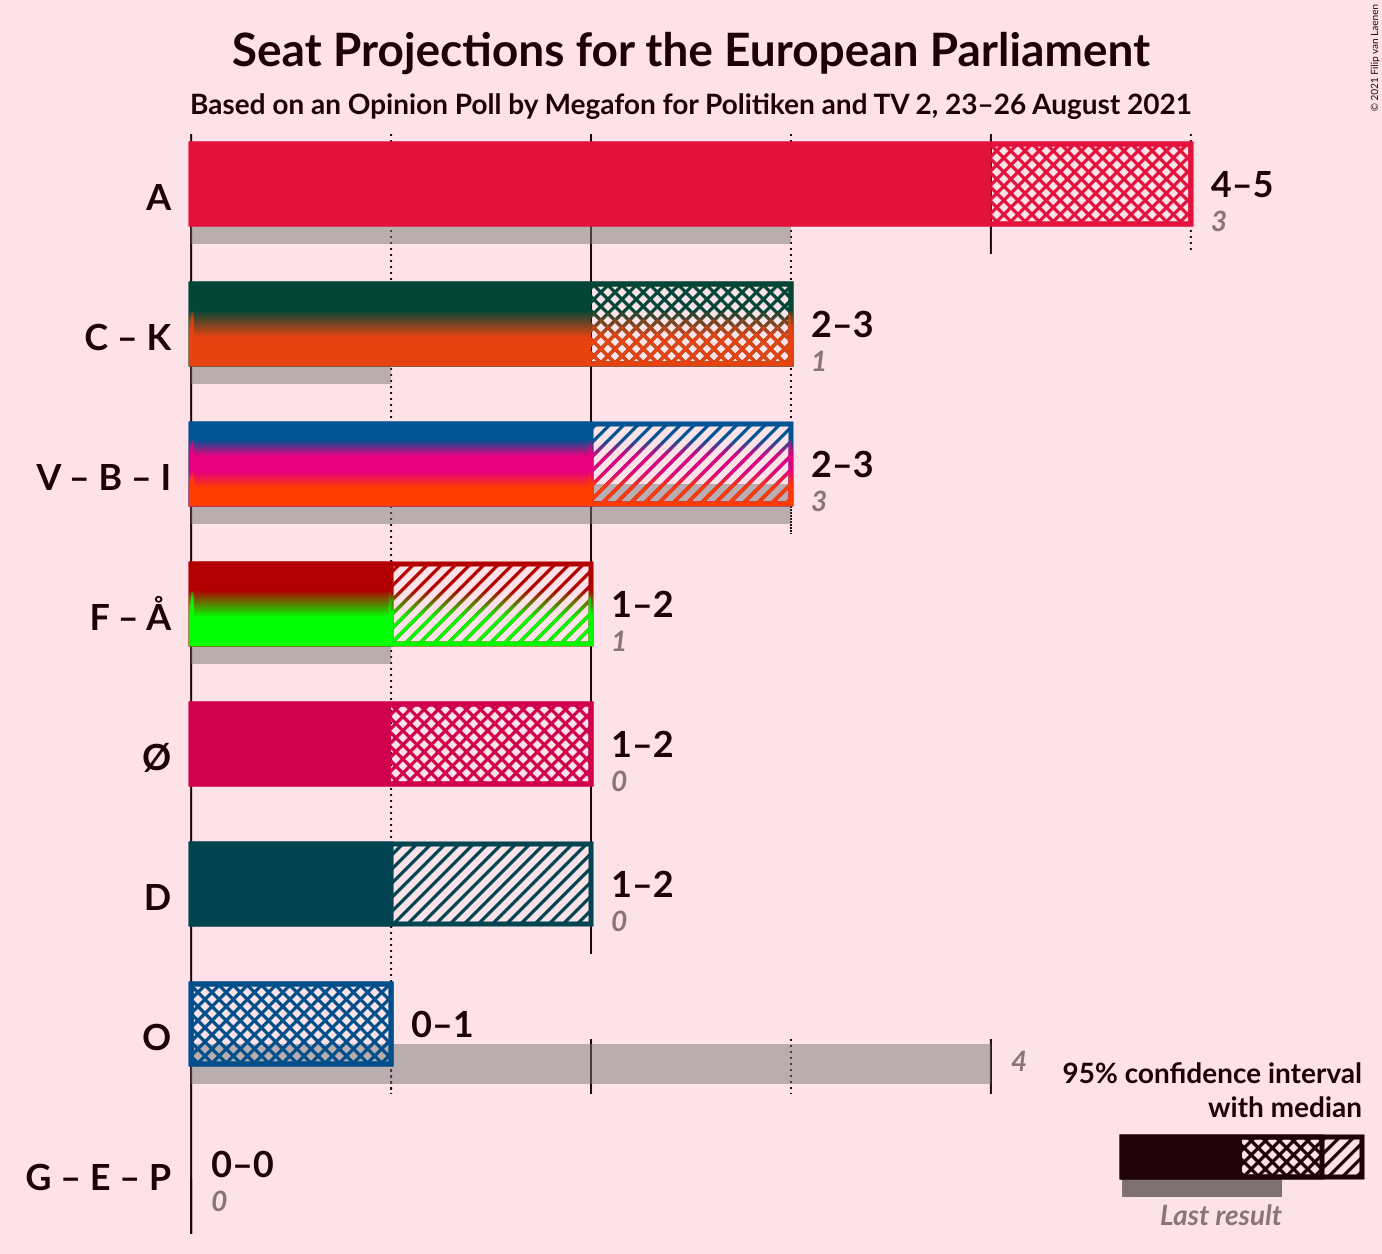 Seat Projections for the European Parliament
Based on an Opinion Poll by Megafon for Politiken and TV 2, 23–26 August 2021
© 2021 Filip van Laenen
A
4–5
3
C – K
2–3
1
V – B – I
2–3
3
F – Å
1–2
1
Ø
1–2
0
D
1–2
0
O
0–1
4
G – E – P
0–0
0
95% confidence interval
with median
Last result